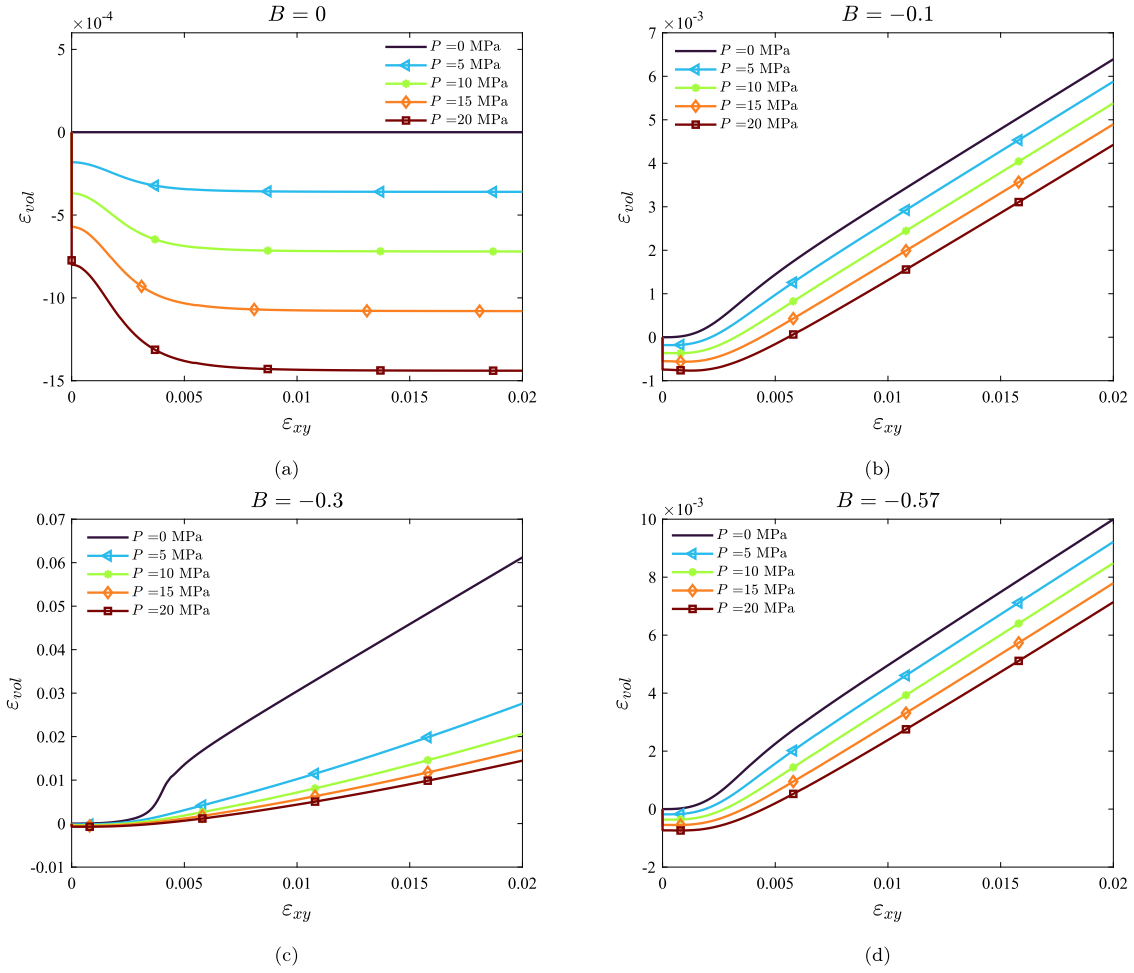 B = 0
×10⁻⁴
P =0 MPa
P =5 MPa
P =10 MPa
P =15 MPa
P =20 MPa
5
0
-5
-10
-15
ε_vol
0 0.005 0.01 0.015 0.02
ε_xy
(a)
B = −0.1
×10⁻³
P =0 MPa
P =5 MPa
P =10 MPa
P =15 MPa
P =20 MPa
7
6
5
4
3
2
1
0
-1
ε_vol
0 0.005 0.01 0.015 0.02
ε_xy
(b)
B = −0.3
P =0 MPa
P =5 MPa
P =10 MPa
P =15 MPa
P =20 MPa
0.07
0.06
0.05
0.04
0.03
0.02
0.01
0
-0.01
ε_vol
0 0.005 0.01 0.015 0.02
ε_xy
(c)
B = −0.57
×10⁻³
P =0 MPa
P =5 MPa
P =10 MPa
P =15 MPa
P =20 MPa
10
8
6
4
2
0
-2
ε_vol
0 0.005 0.01 0.015 0.02
ε_xy
(d)